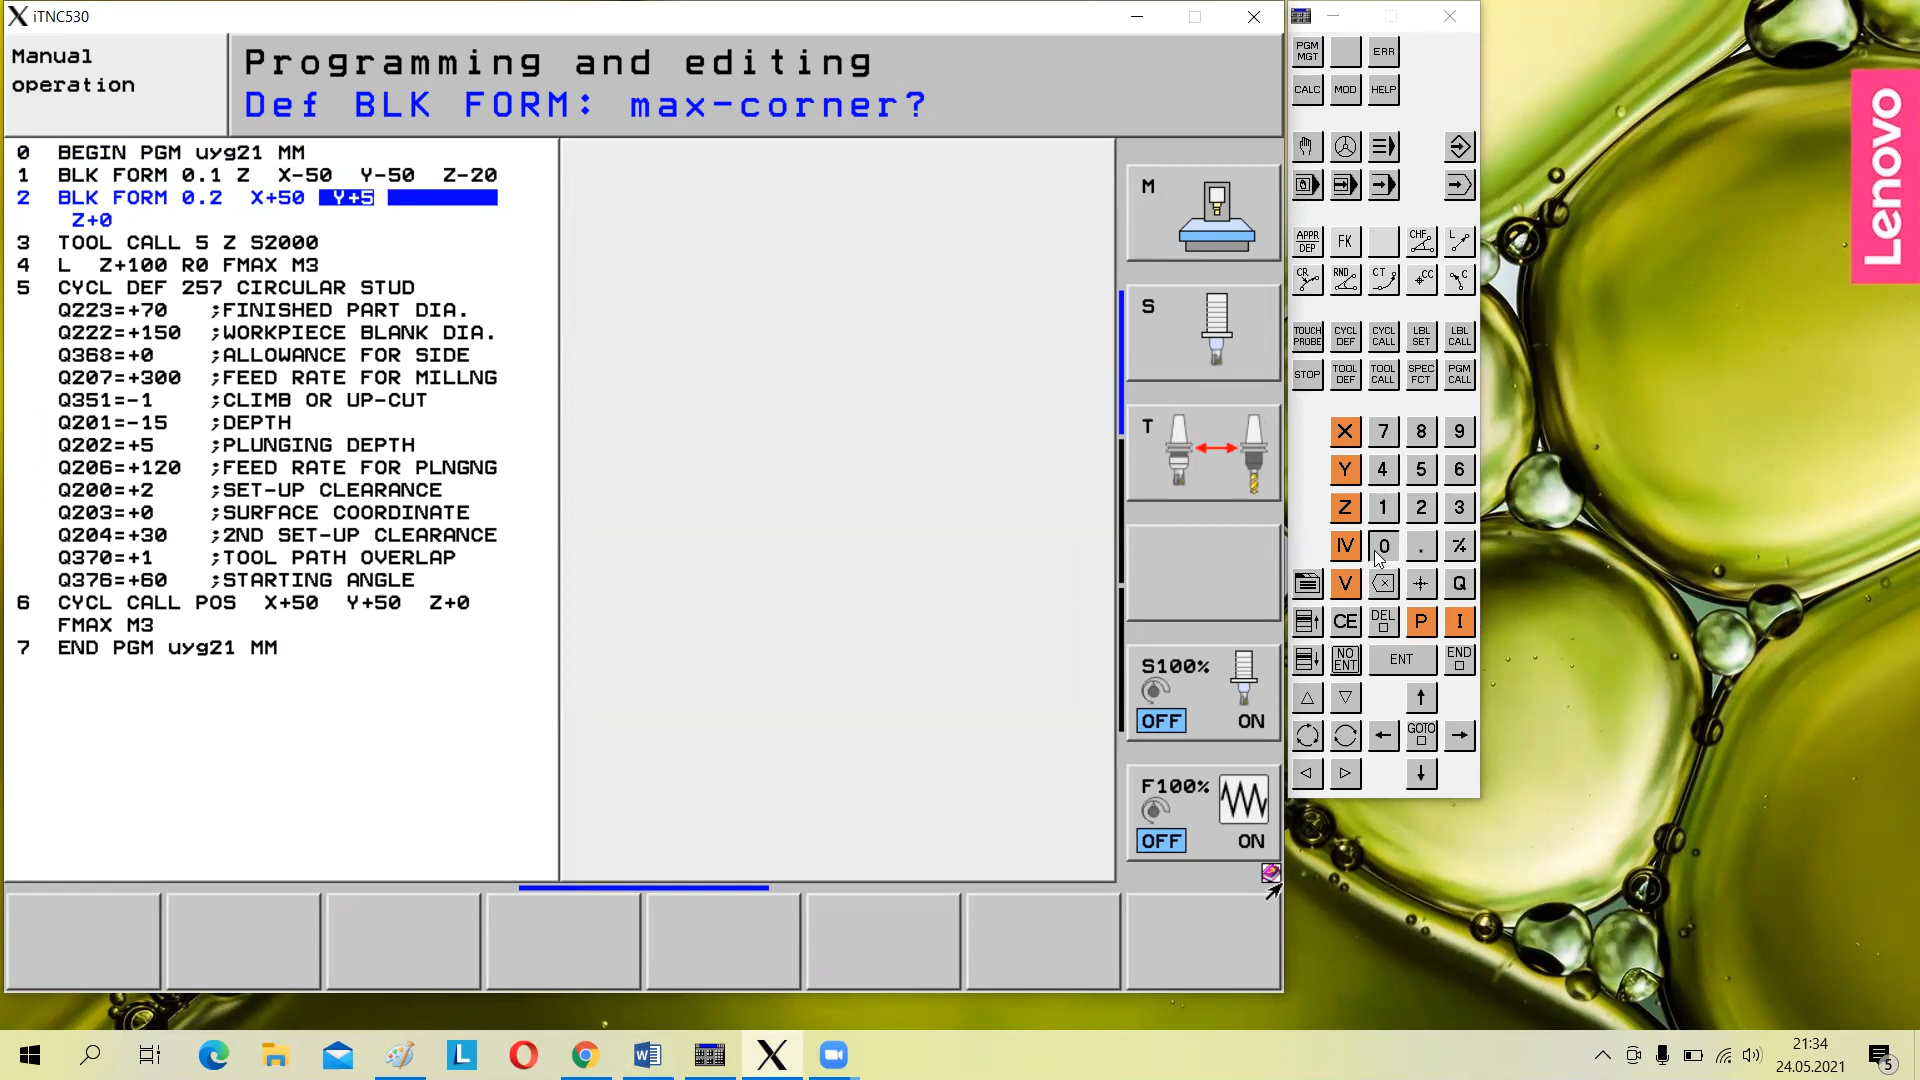 iTNC530
Manual
operation
Programming and editing
Def BLK FORM: max-corner?
0 BEGIN PGM uyg21 MM
1 BLK FORM 0.1 Z X-50 Y-50 Z-20
2 BLK FORM 0.2 X+50 Y+5
Z+0
3 TOOL CALL 5 Z S2000
4 L Z+100 R0 FMAX M3
5 CYCL DEF 257 CIRCULAR STUD
Q223=+70 ;FINISHED PART DIA.
Q222=+150 ;WORKPIECE BLANK DIA.
Q368=+0 ;ALLOWANCE FOR SIDE
Q207=+300 ;FEED RATE FOR MILLNG
Q351=-1 ;CLIMB OR UP-CUT
Q201=-15 ;DEPTH
Q202=+5 ;PLUNGING DEPTH
Q206=+120 ;FEED RATE FOR PLNGNG
Q200=+2 ;SET-UP CLEARANCE
Q203=+0 ;SURFACE COORDINATE
Q204=+30 ;2ND SET-UP CLEARANCE
Q370=+1 ;TOOL PATH OVERLAP
Q376=+60 ;STARTING ANGLE
6 CYCL CALL POS X+50 Y+50 Z+0
FMAX M3
7 END PGM uyg21 MM
M
S
T
S100%
OFF ON
F100%
OFF ON
PGM MGT ERR
CALC MOD HELP
APPR DEP FK CHF L
CR RND CT CC C
TOUCH PROBE CYCL DEF CYCL CALL LBL SET LBL CALL
STOP TOOL DEF TOOL CALL SPEC FCT PGM CALL
X 7 8 9
Y 4 5 6
Z 1 2 3
IV 0 . 7/+
V Q
CE DEL P I
NO ENT ENT END
GOTO
Lenovo
L
W
21:34
24.05.2021
5